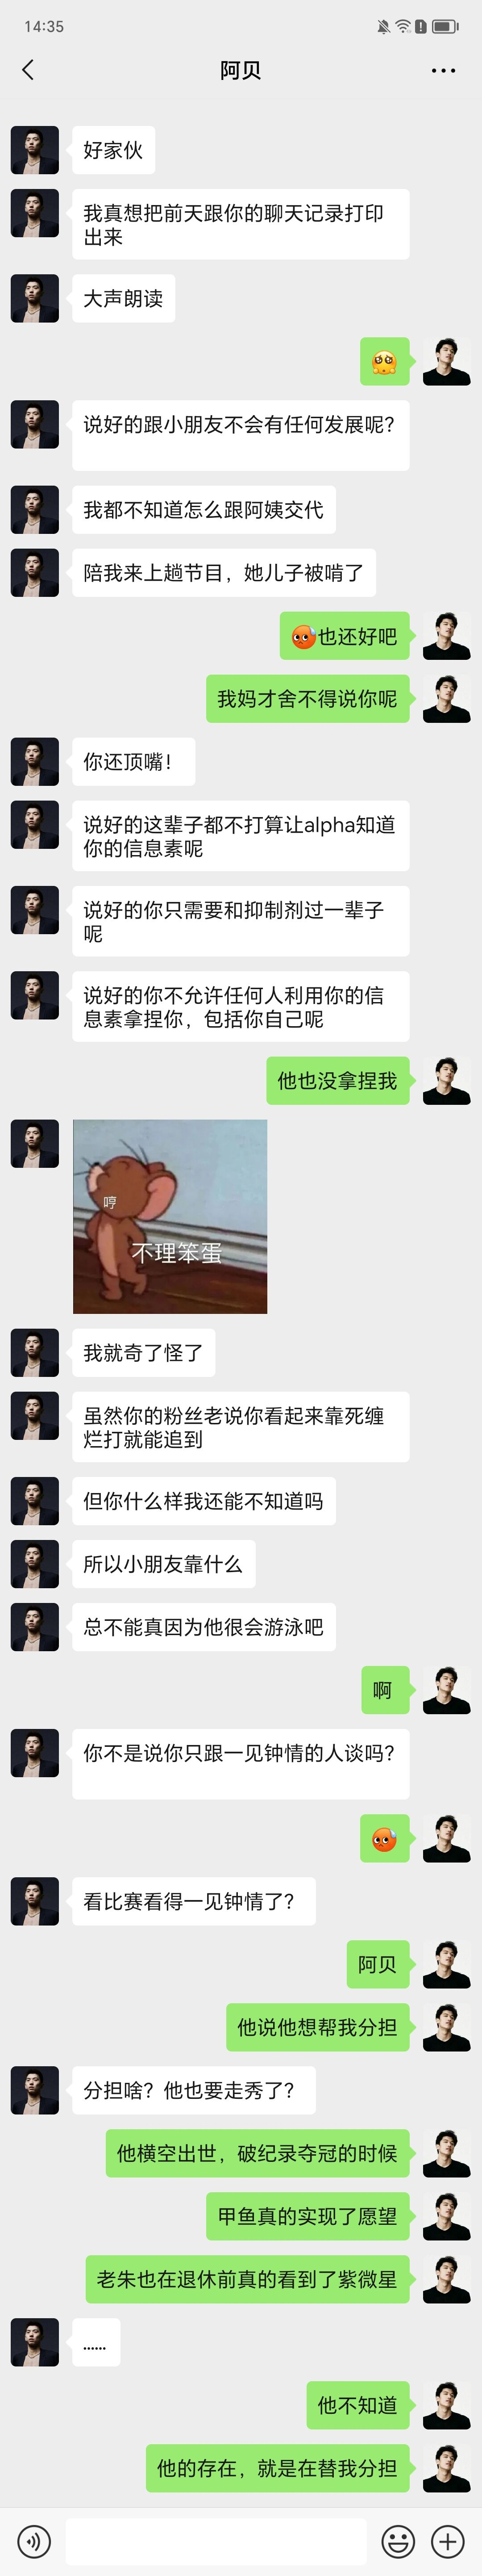 14:35
阿贝
好家伙
我真想把前天跟你的聊天记录打印
出来
大声朗读
🥺
说好的跟小朋友不会有任何发展呢？
我都不知道怎么跟阿姨交代
陪我来上趟节目，她儿子被啃了
也还好吧
我妈才舍不得说你呢
你还顶嘴！
说好的这辈子都不打算让alpha知道
你的信息素呢
说好的你只需要和抑制剂过一辈子
呢
说好的你不允许任何人利用你的信
息素拿捏你，包括你自己呢
他也没拿捏我
哼
不理笨蛋
我就奇了怪了
虽然你的粉丝老说你看起来靠死缠
烂打就能追到
但你什么样我还能不知道吗
所以小朋友靠什么
总不能真因为他很会游泳吧
啊
你不是说你只跟一见钟情的人谈吗？
看比赛看得一见钟情了？
阿贝
他说他想帮我分担
分担啥？他也要走秀了？
他横空出世，破纪录夺冠的时候
甲鱼真的实现了愿望
老朱也在退休前真的看到了紫微星
......
他不知道
他的存在，就是在替我分担